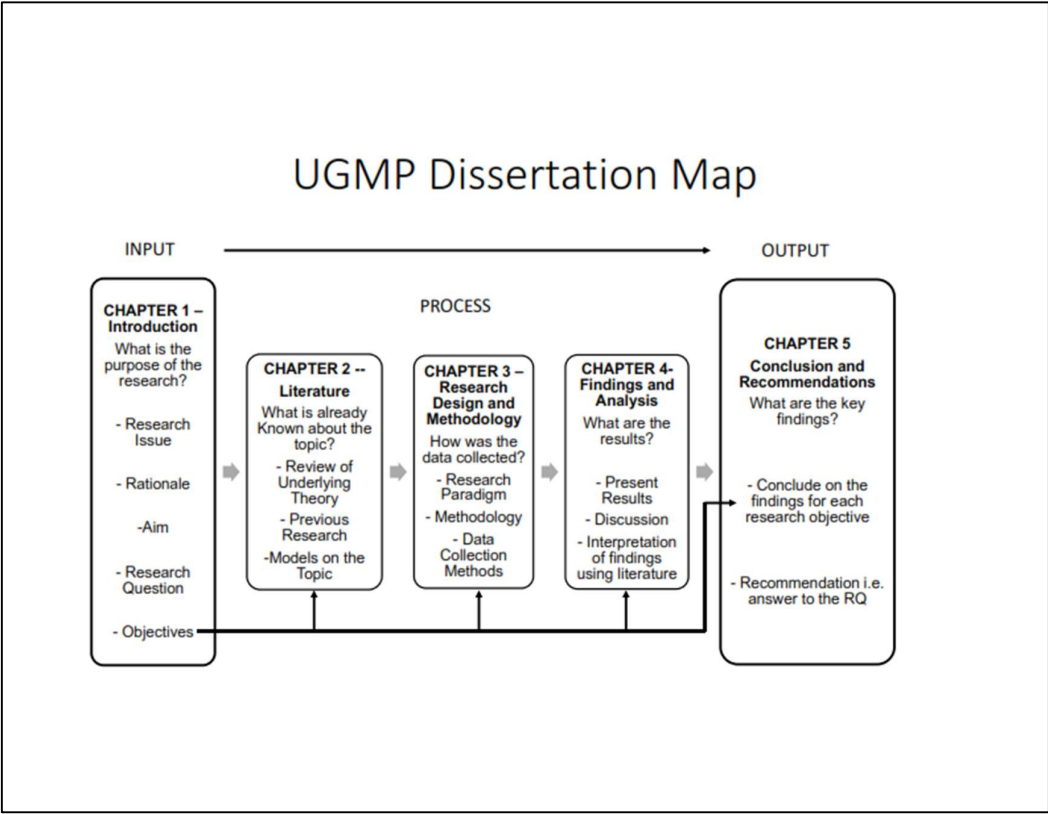 UGMP Dissertation Map
INPUT
OUTPUT
PROCESS
CHAPTER 1 –
Introduction
What is the
purpose of the
research?
- Research
Issue
- Rationale
-Aim
- Research
Question
- Objectives
CHAPTER 2 --
Literature
What is already
Known about the
topic?
- Review of
Underlying
Theory
- Previous
Research
-Models on the
Topic
CHAPTER 3 –
Research
Design and
Methodology
How was the
data collected?
- Research
Paradigm
- Methodology
- Data
Collection
Methods
CHAPTER 4-
Findings and
Analysis
What are the
results?
- Present
Results
- Discussion
- Interpretation
of findings
using literature
CHAPTER 5
Conclusion and
Recommendations
What are the key
findings?
- Conclude on the
findings for each
research objective
- Recommendation i.e.
answer to the RQ